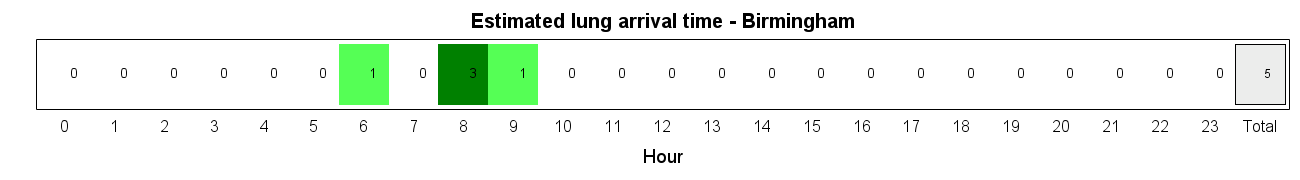 Estimated lung arrival time - Birmingham
0 0 0 0 0 0 1 0 3 1 0 0 0 0 0 0 0 0 0 0 0 0 0 0 5
0 1 2 3 4 5 6 7 8 9 10 11 12 13 14 15 16 17 18 19 20 21 22 23 Total
Hour